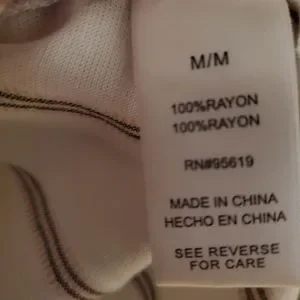 M/M
100%RAYON
100%RAYON
RN#95619
MADE IN CHINA
HECHO EN CHINA
SEE REVERSE
FOR CARE